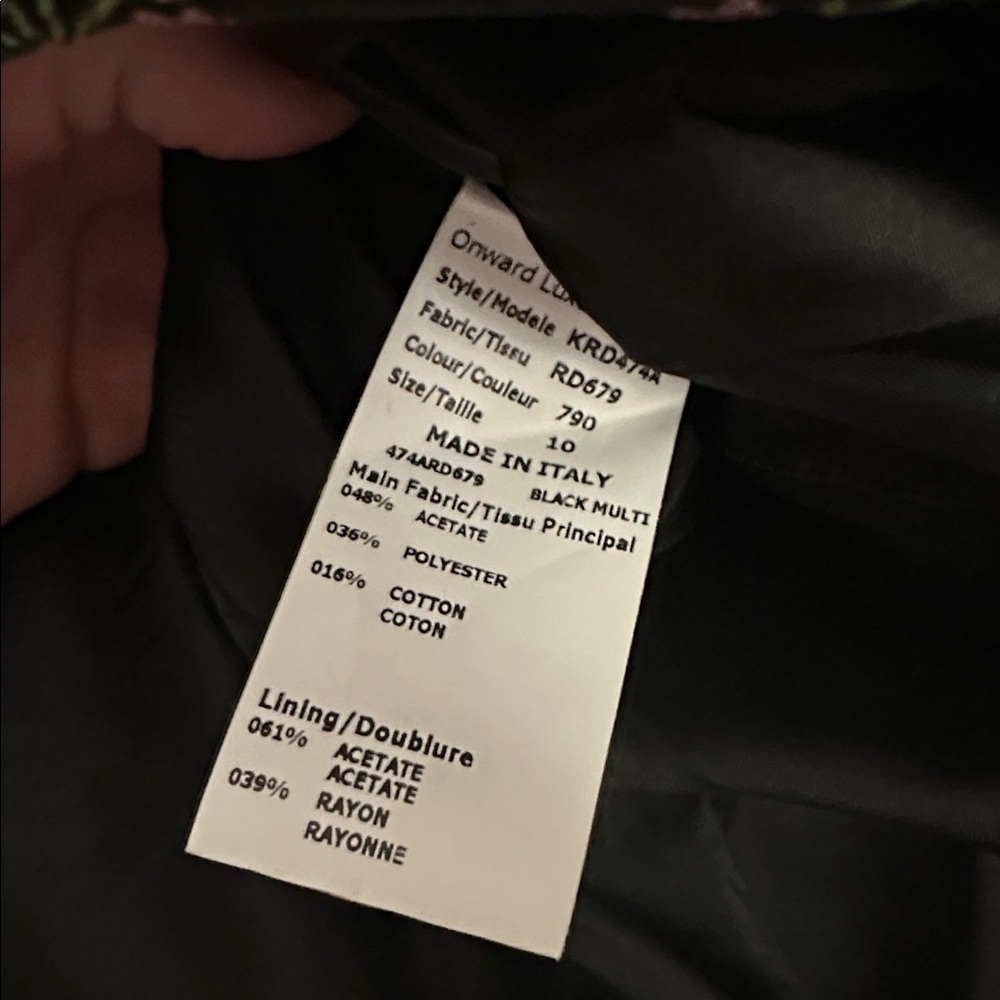 Onward Lux
Style/Modele KRD474A
Fabric/Tissu RD679
Colour/Couleur 790
Size/Taille 10
MADE IN ITALY
474ARD679 BLACK MULTI
Main Fabric/Tissu Principal
048% ACETATE
036% POLYESTER
016% COTTON
COTON
Lining/Doublure
061% ACETATE
ACETATE
039% RAYON
RAYONNE